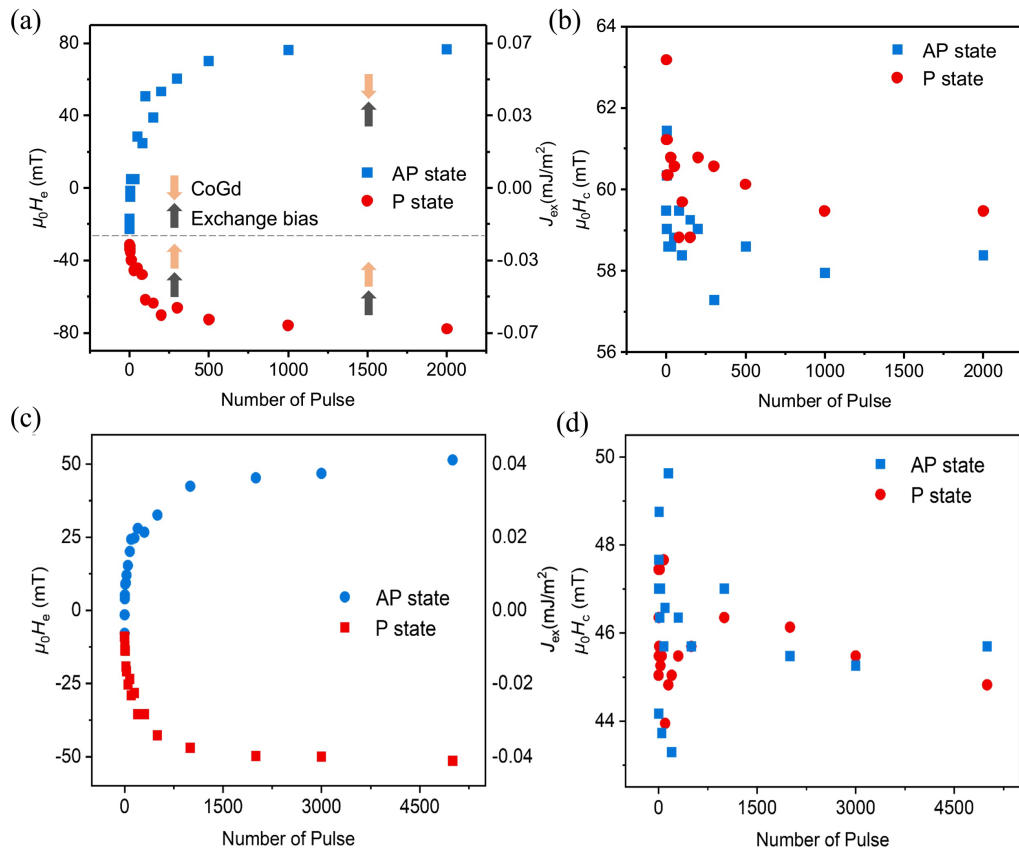 (a)
80
40
0
-40
-80
μ0He (mT)
0.07
0.03
0.00
-0.03
-0.07
Jex(mJ/m²)
AP state
P state
CoGd
Exchange bias
0
500
1000
1500
2000
Number of Pulse
(b)
64
62
60
58
56
μ0Hc (mT)
AP state
P state
0
500
1000
1500
2000
Number of Pulse
(c)
50
25
0
-25
-50
μ0He (mT)
0.04
0.02
0.00
-0.02
-0.04
Jex(mJ/m²)
AP state
P state
0
1500
3000
4500
Number of Pulse
(d)
50
48
46
44
μ0Hc (mT)
AP state
P state
0
1500
3000
4500
Number of Pulse